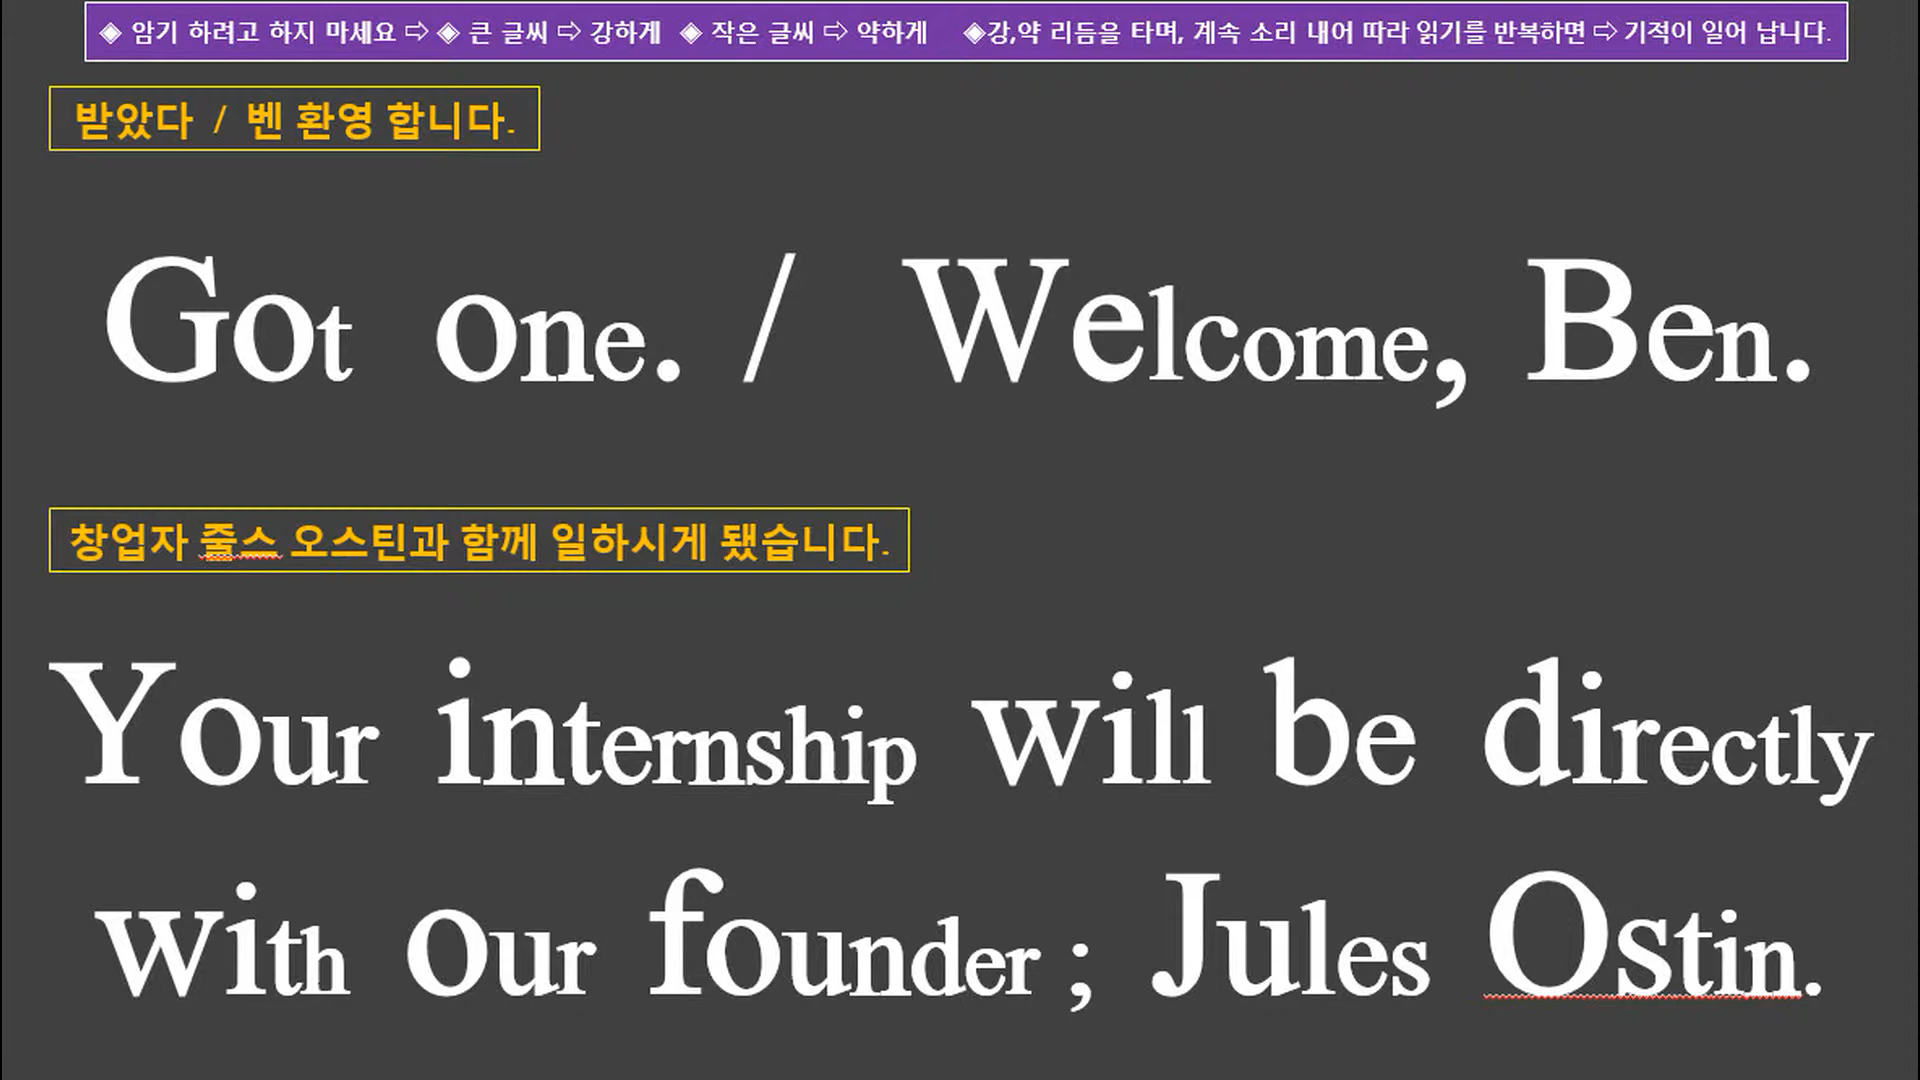 ◈ 암기 하려고 하지 마세요 ⇨ ◈ 큰 글씨 ⇨ 강하게 ◈ 작은 글씨 ⇨ 약하게 ◈강,약 리듬을 타며, 계속 소리 내어 따라 읽기를 반복하면 ⇨ 기적이 일어 납니다.
받았다 / 벤 환영 합니다.
Got one. / Welcome, Ben.
창업자 줄스 오스틴과 함께 일하시게 됐습니다.
Your internship will be directly
with our founder ; Jules Ostin.